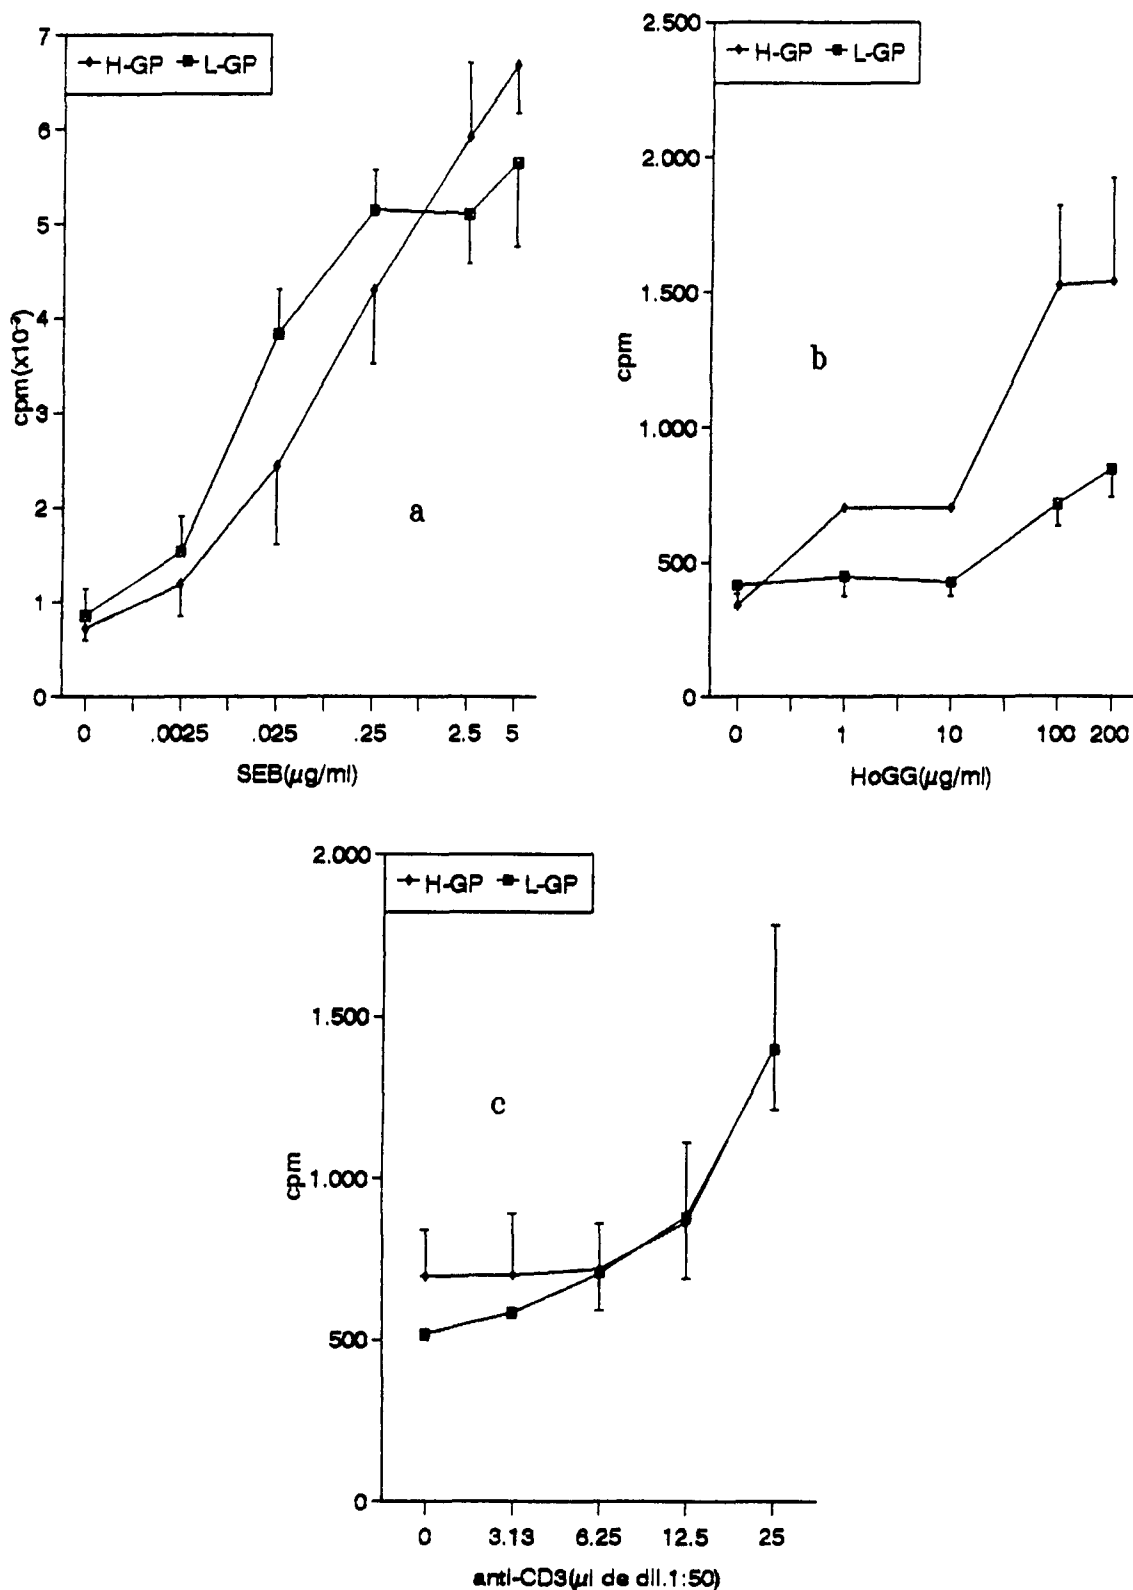 7
H-GP L-GP
6
5
4
3
2
1
0
cpm(x10⁻³)
a
0 .0025 .025 .25 2.5 5
SEB(μg/ml)
2.500
H-GP L-GP
2.000
1.500
1.000
500
0
cpm
b
0 1 10 100 200
HoGG(μg/ml)
2.000
H-GP L-GP
1.500
1.000
500
0
cpm
c
0 3.13 6.25 12.5 25
anti-CD3(μl de dil.1:50)